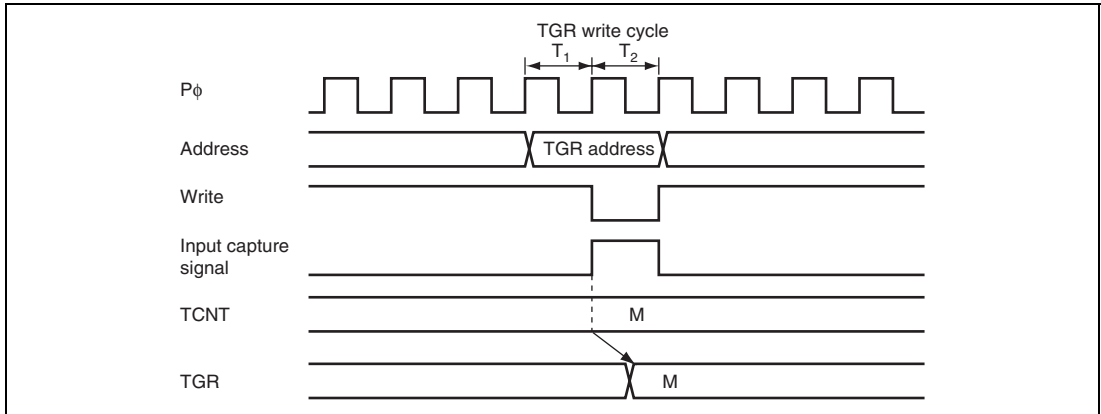 TGR write cycle
T1 T2
Pϕ
Address TGR address
Write
Input capture
signal
TCNT M
TGR M